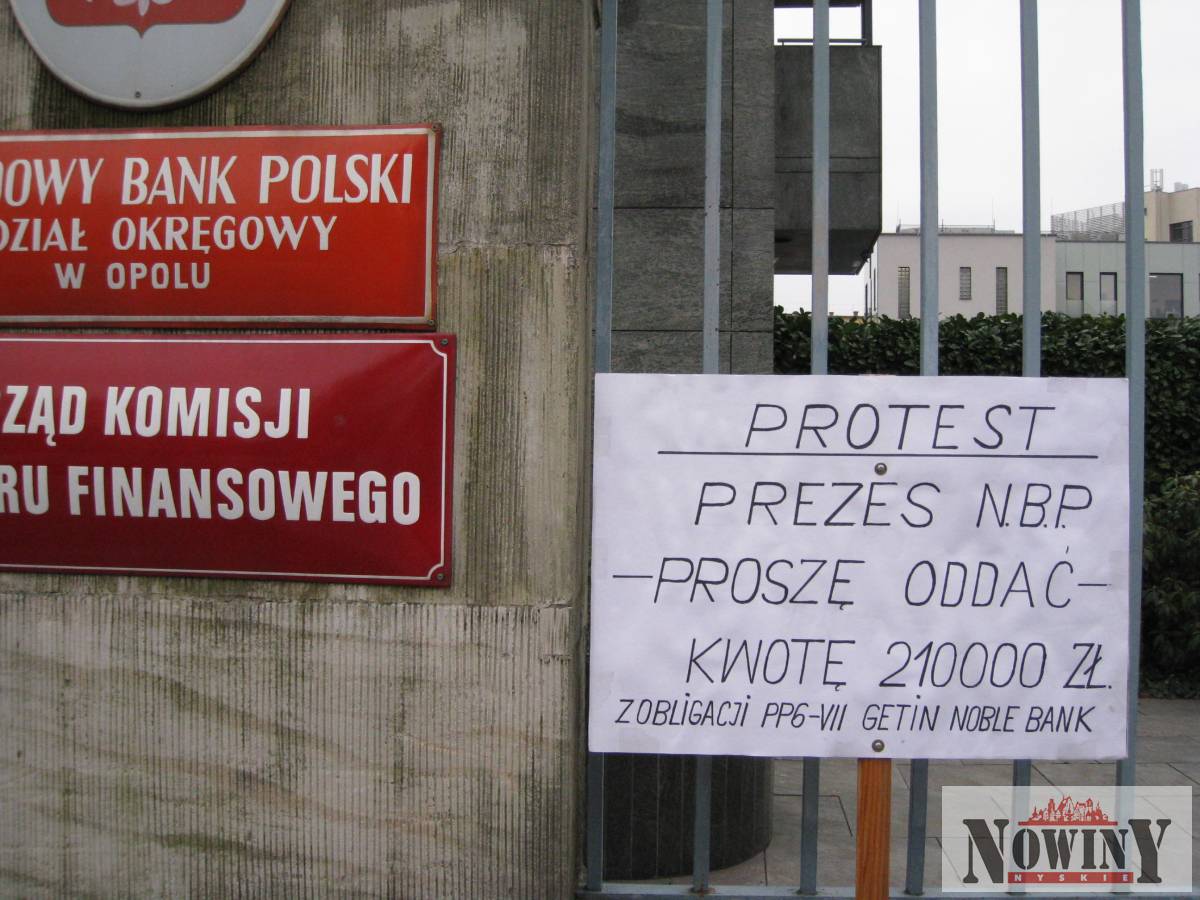 DOWY BANK POLSKI
DZIAŁ OKRĘGOWY
W OPOLU
RZĄD KOMISJI
RU FINANSOWEGO
PROTEST
PREZES N.B.P.
—PROSZĘ ODDAĆ—
KWOTĘ 210000 ZŁ.
Z OBLIGACJI PP6-VII GETIN NOBLE BANK
NOWINY
NYSKIE